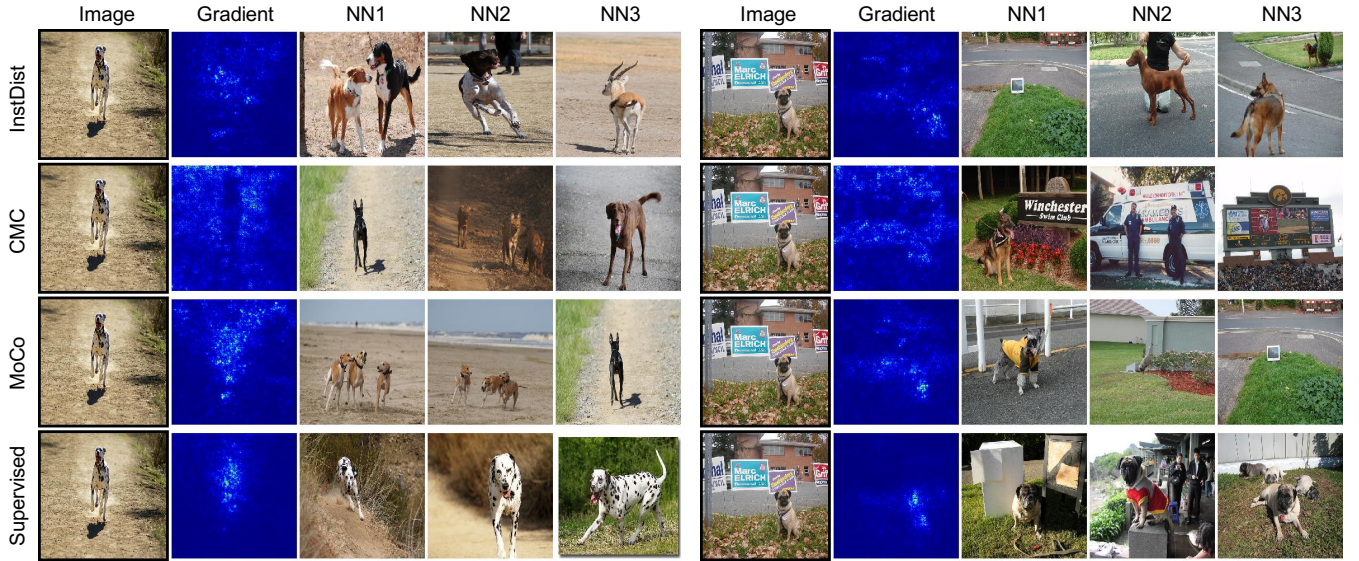 Image Gradient NN1 NN2 NN3 Image Gradient NN1 NN2 NN3
InstDist
Marc
ELRICH
CMC
Marc
ELRICH
Winchester
Swim Club
MoCo
Marc
ELRICH
Supervised
Marc
ELRICH